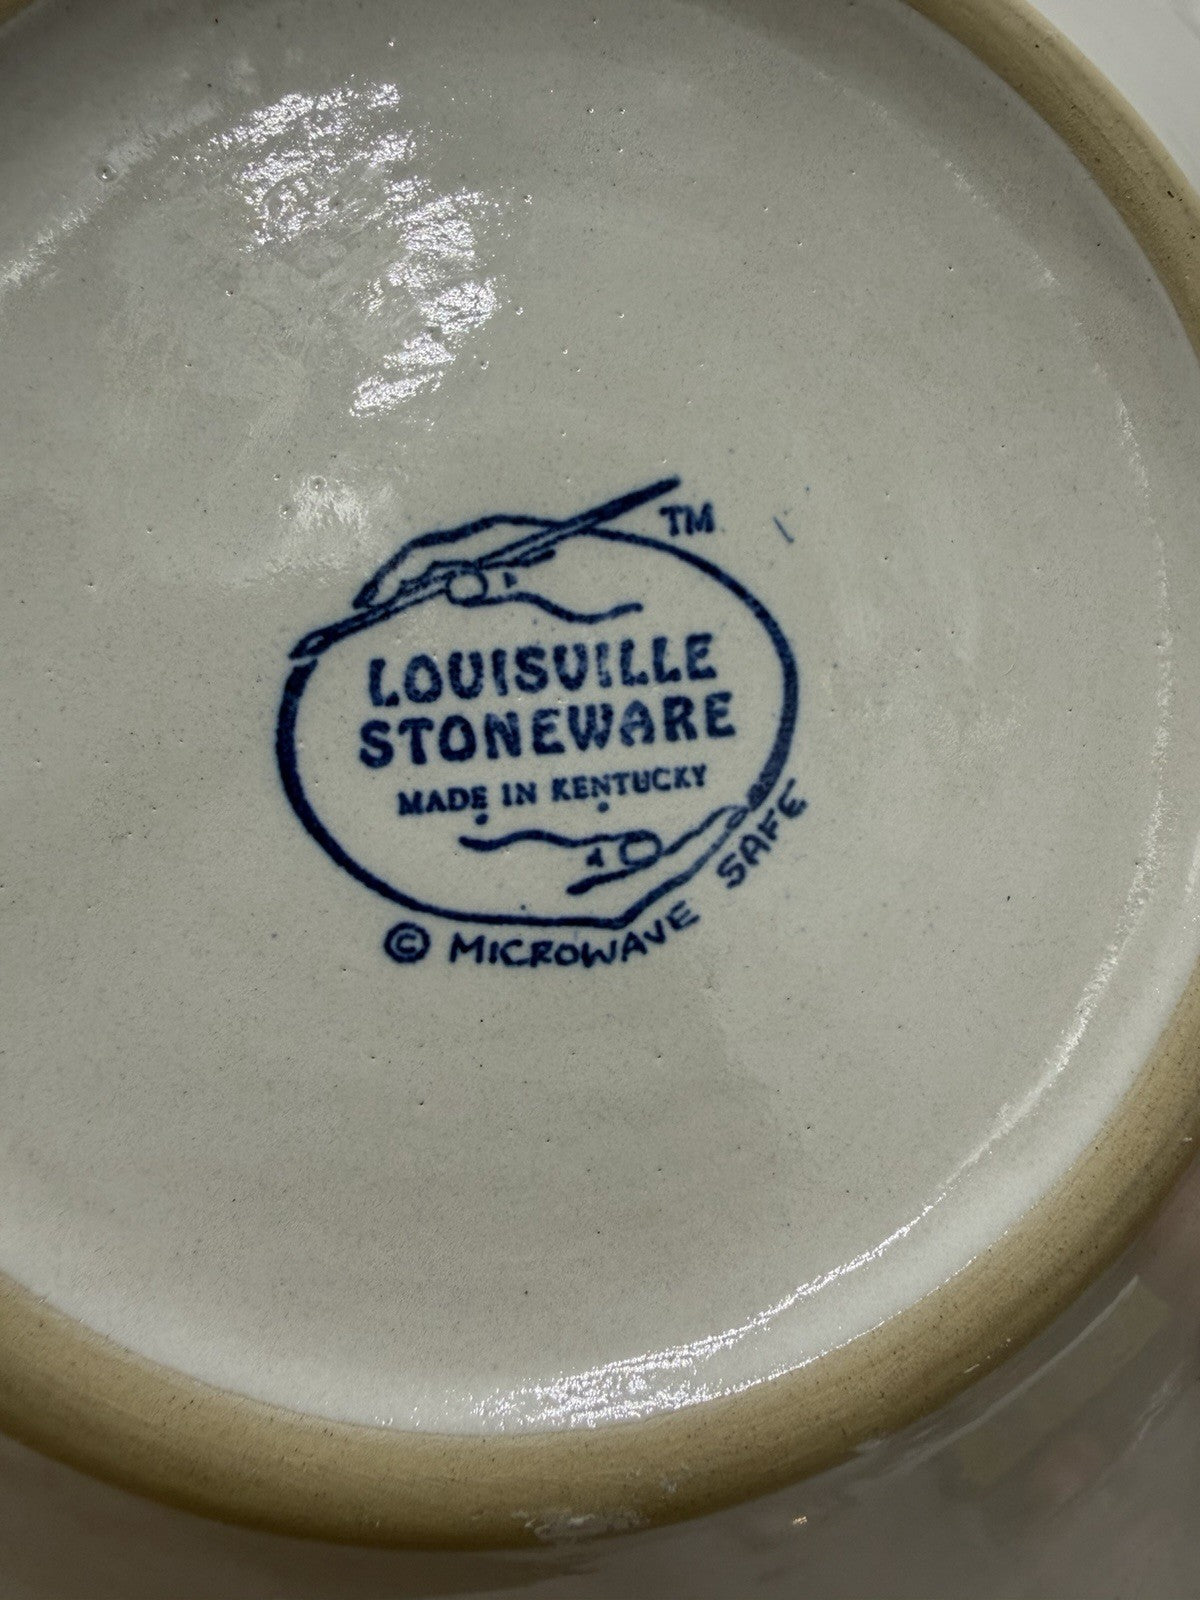 TM
LOUISVILLE
STONEWARE
MADE IN KENTUCKY
© MICROWAVE SAFE